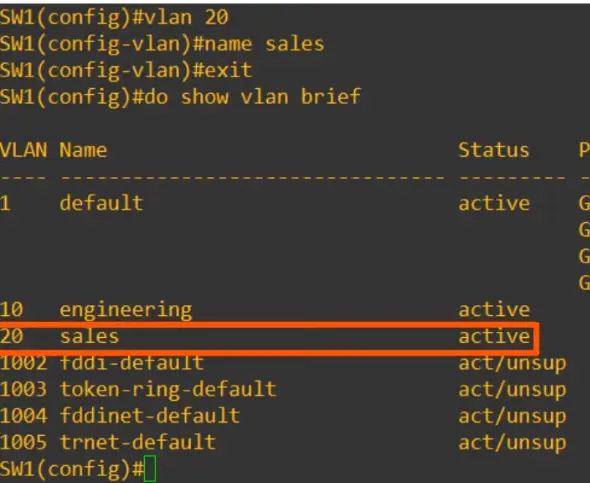 SW1(config)#vlan 20
SW1(config-vlan)#name sales
SW1(config-vlan)#exit
SW1(config)#do show vlan brief
VLAN Name Status P
---- -------------------------------- --------- -
1 default active G
G
G
G
10 engineering active
20 sales active
1002 fddi-default act/unsup
1003 token-ring-default act/unsup
1004 fddinet-default act/unsup
1005 trnet-default act/unsup
SW1(config)#